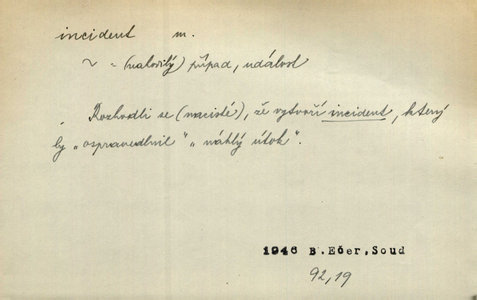 incident m.
~ = (nahodilý) případ, událost
Rozhodli se (nacisté), že vytvoří incident, který
by „ospravedlnil" „náhlý útok".
1946 B. Ečer, Soud
92,19